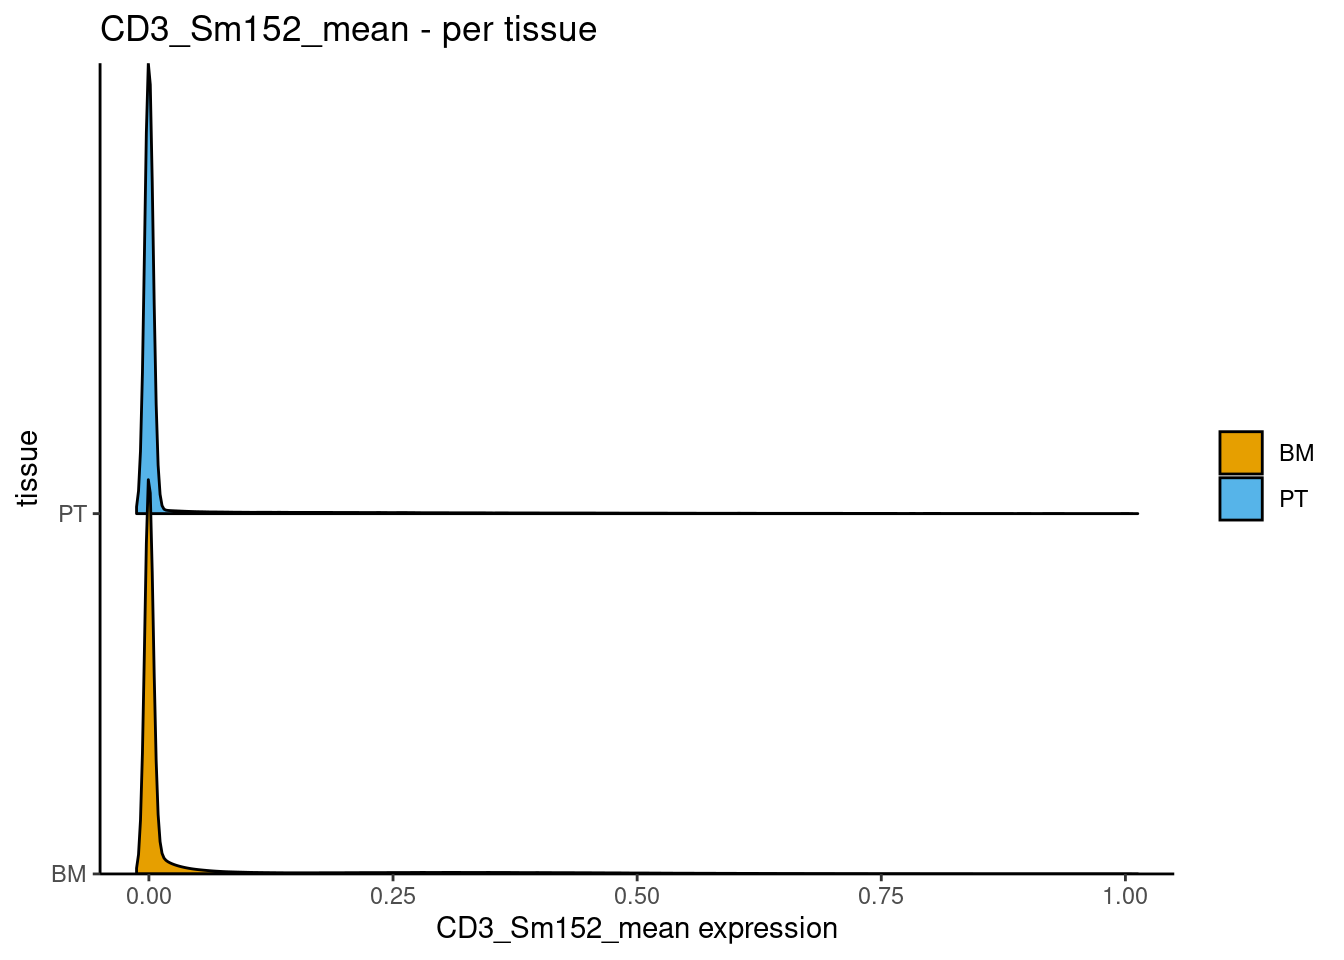 CD3_Sm152_mean - per tissue
tissue
PT
BM
0.00 0.25 0.50 0.75 1.00
CD3_Sm152_mean expression
BM
PT